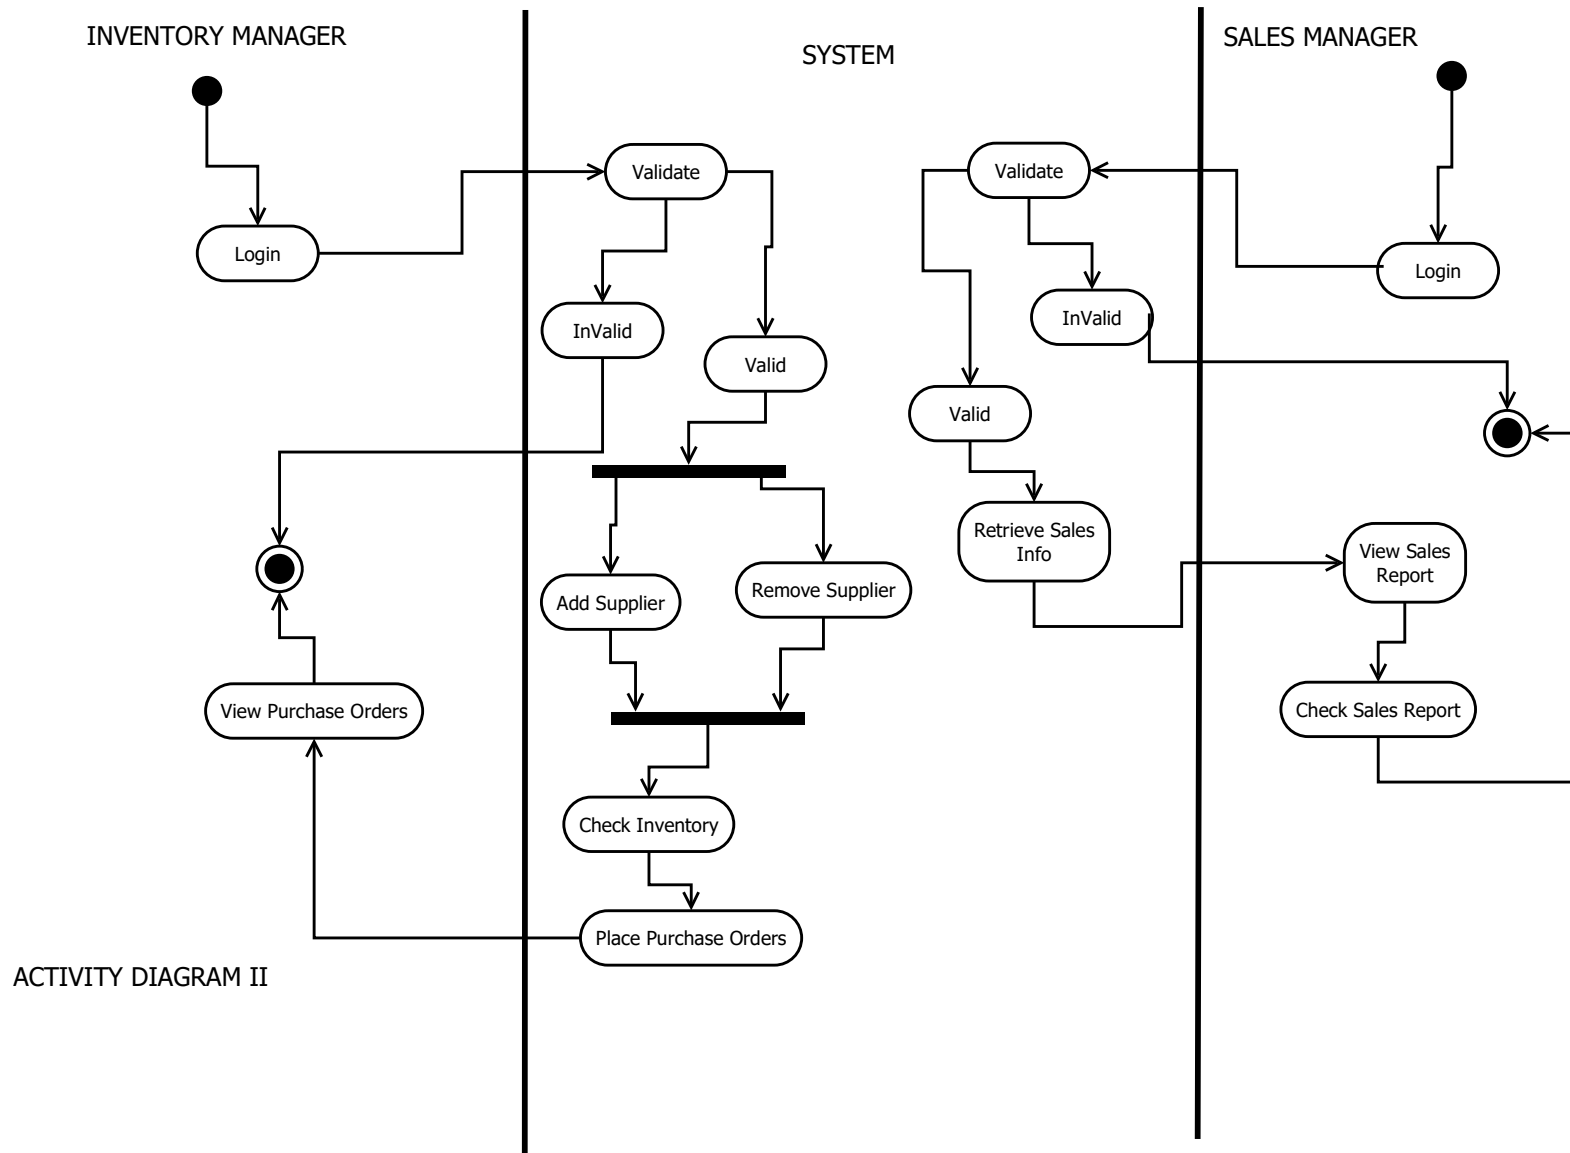 INVENTORY MANAGER
SYSTEM
SALES MANAGER
Validate
Validate
Login
Login
InValid
InValid
Valid
Valid
Retrieve Sales
Info
View Sales
Report
Add Supplier
Remove Supplier
View Purchase Orders
Check Sales Report
Check Inventory
Place Purchase Orders
ACTIVITY DIAGRAM II